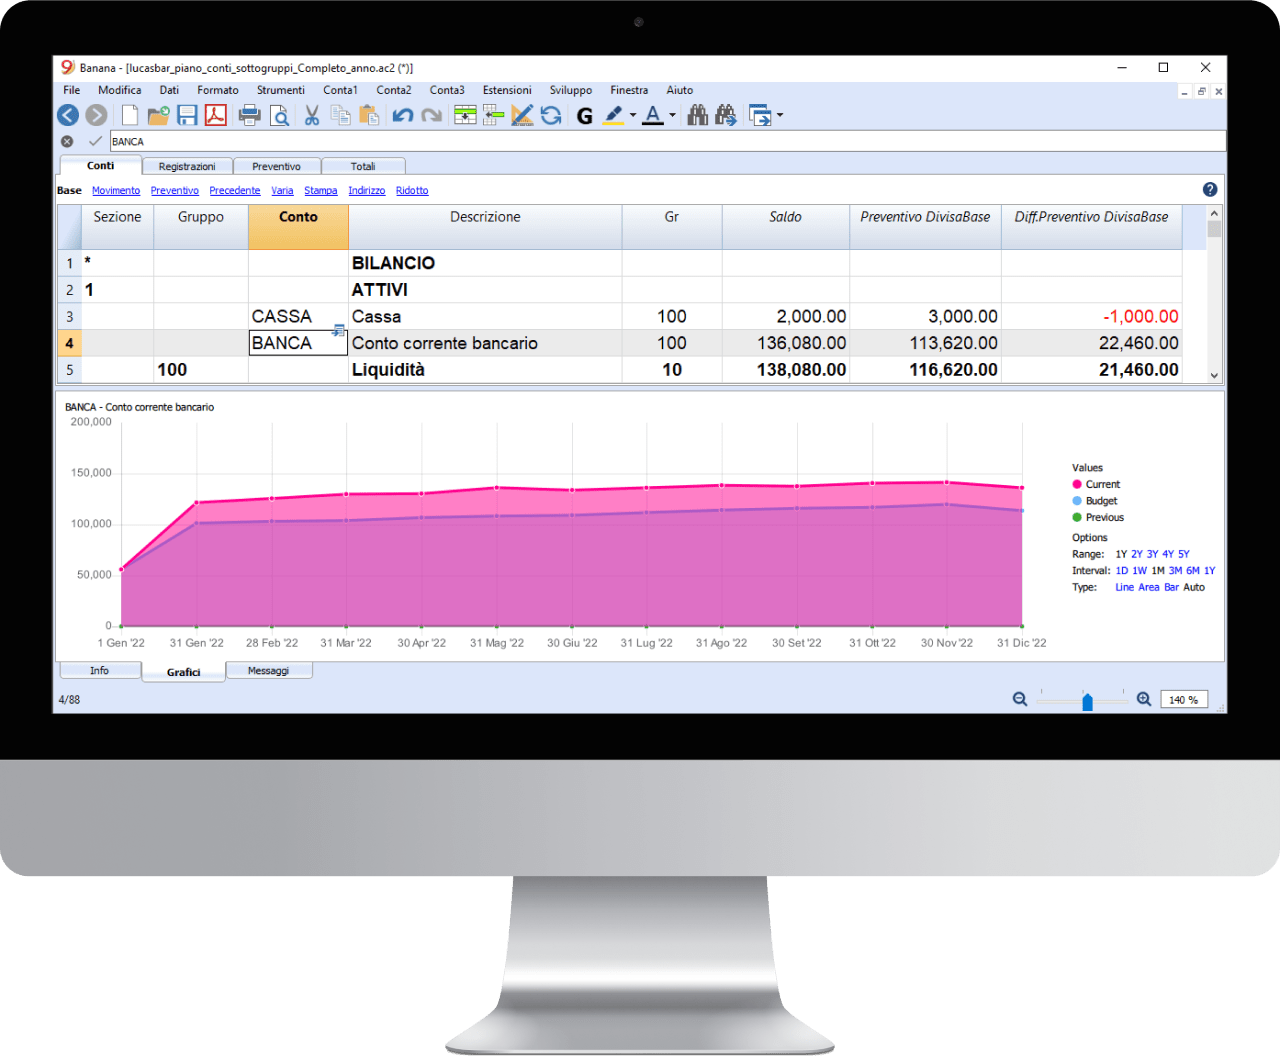 9 Banana - [lucasbar_piano_conti_sottogruppi_Completo_anno.ac2 (*)]
File Modifica Dati Formato Strumenti Conta1 Conta2 Conta3 Estensioni Sviluppo Finestra Aiuto
G A
BANCA
Conti Registrazioni Preventivo Totali
Base Movimento Preventivo Precedente Varia Stampa Indirizzo Ridotto ?
Sezione Gruppo Conto Descrizione Gr Saldo Preventivo DivisaBase Diff.Preventivo DivisaBase
1 * BILANCIO
2 1 ATTIVI
3 CASSA Cassa 100 2,000.00 3,000.00 -1,000.00
4 BANCA Conto corrente bancario 100 136,080.00 113,620.00 22,460.00
5 100 Liquidità 10 138,080.00 116,620.00 21,460.00
BANCA - Conto corrente bancario
200,000
150,000
100,000
50,000
0
1 Gen '22 31 Gen '22 28 Feb '22 31 Mar '22 30 Apr '22 31 Mag '22 30 Giu '22 31 Lug '22 31 Ago '22 30 Set '22 31 Ott '22 30 Nov '22 31 Dic '22
Values
Current
Budget
Previous
Options
Range: 1Y 2Y 3Y 4Y 5Y
Interval: 1D 1W 1M 3M 6M 1Y
Type: Line Area Bar Auto
Info Grafici Messaggi
4/88 140 %